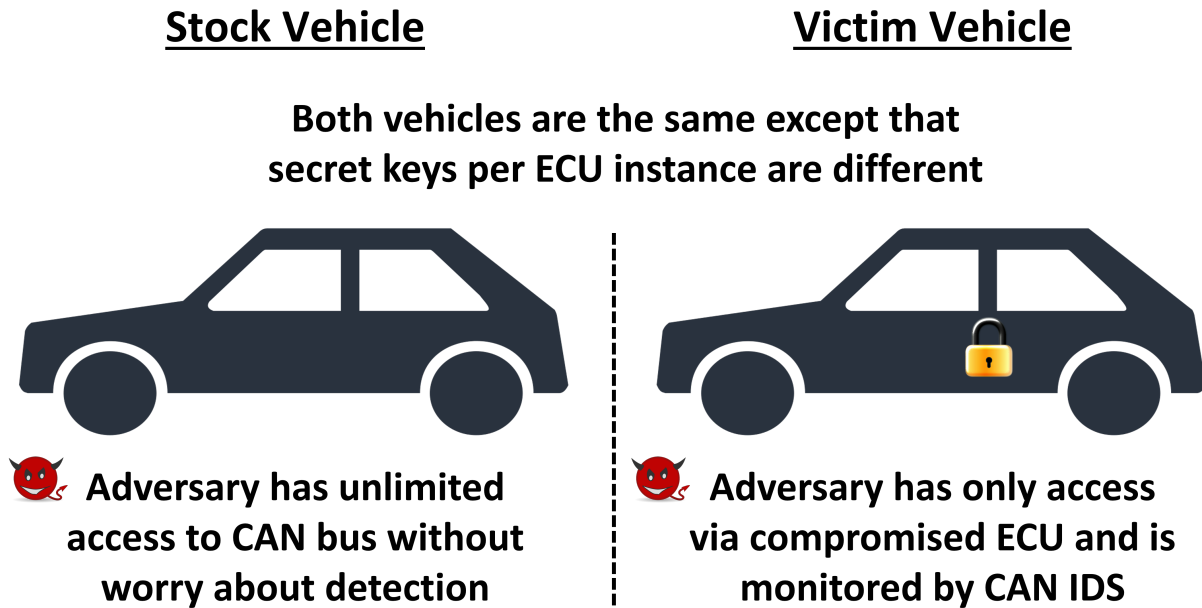 Stock Vehicle
Victim Vehicle
Both vehicles are the same except that
secret keys per ECU instance are different
Adversary has unlimited
access to CAN bus without
worry about detection
Adversary has only access
via compromised ECU and is
monitored by CAN IDS